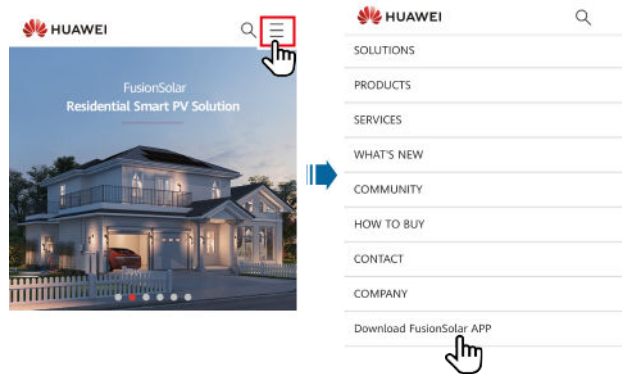 HUAWEI
FusionSolar
Residential Smart PV Solution
HUAWEI
SOLUTIONS
PRODUCTS
SERVICES
WHAT'S NEW
COMMUNITY
HOW TO BUY
CONTACT
COMPANY
Download FusionSolar APP